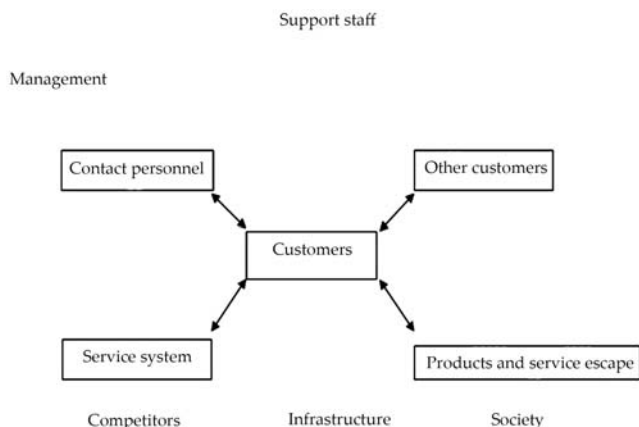 Support staff
Management
Contact personnel
Other customers
Customers
Service system
Products and service escape
Competitors
Infrastructure
Society